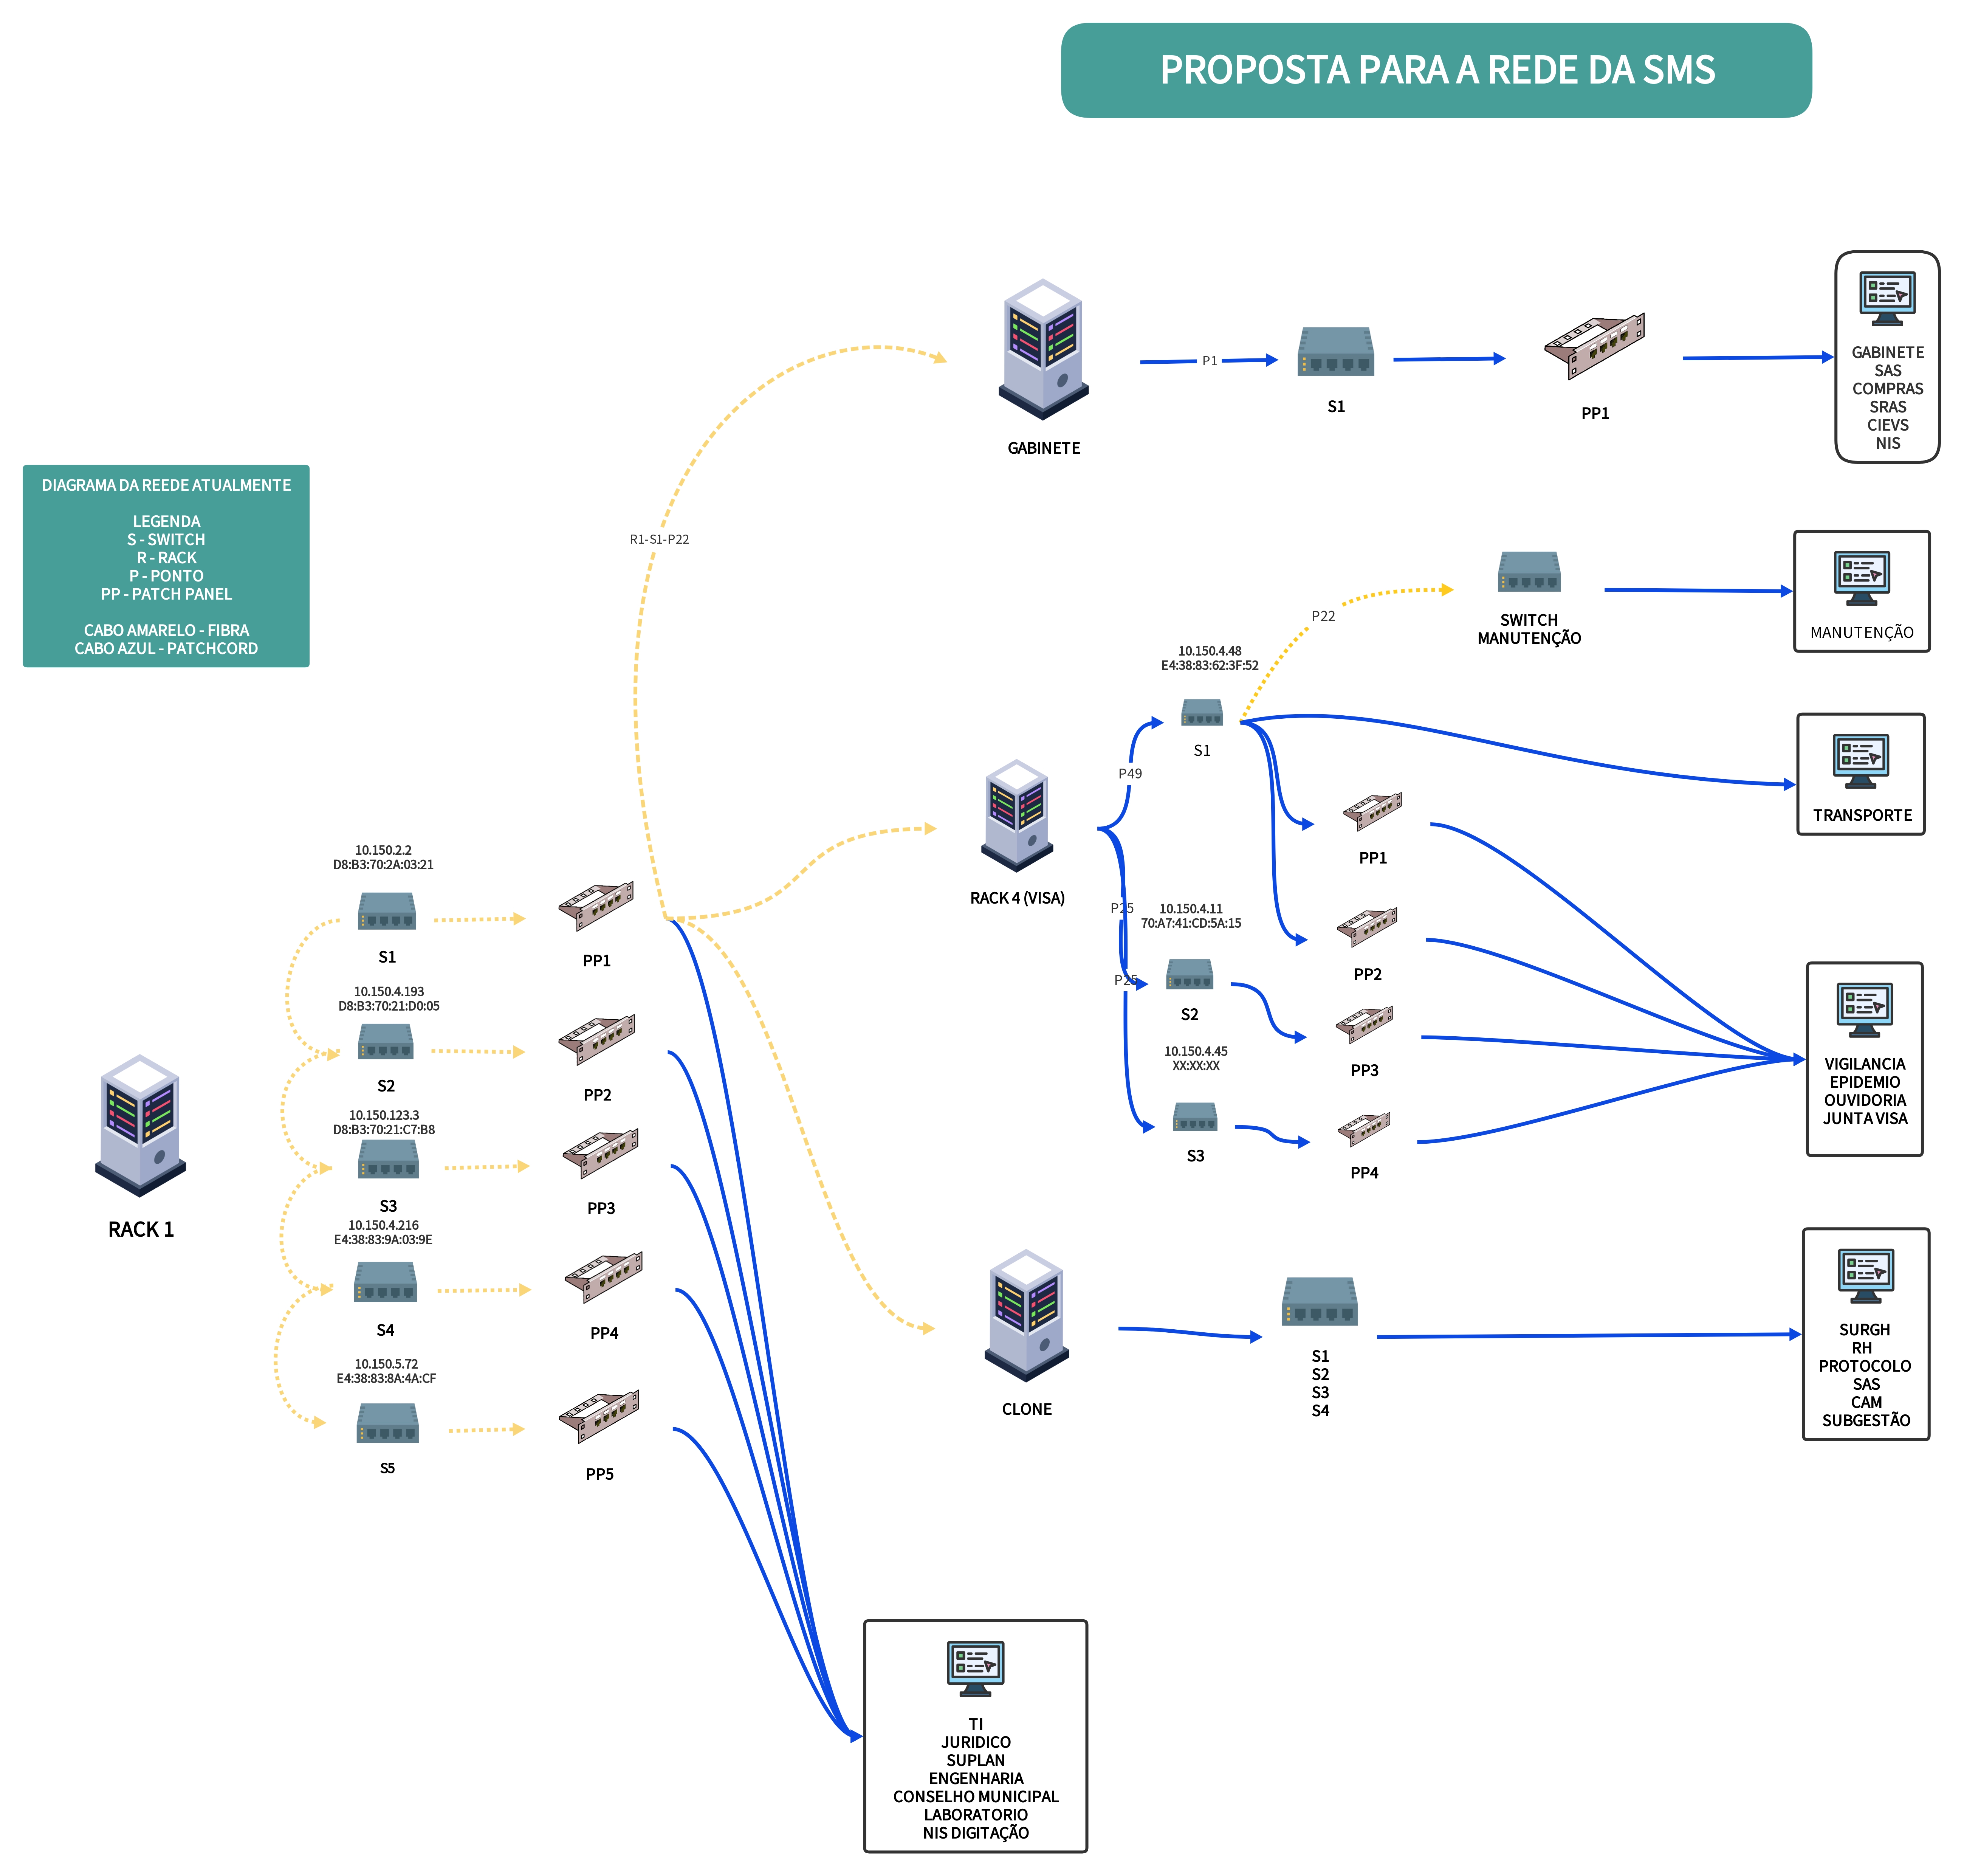 PROPOSTA PARA A REDE DA SMS
DIAGRAMA DA REEDE ATUALMENTE
LEGENDA
S - SWITCH
R - RACK
P - PONTO
PP - PATCH PANEL
CABO AMARELO - FIBRA
CABO AZUL - PATCHCORD
RACK 1
10.150.2.2
D8:B3:70:2A:03:21
S1
10.150.4.193
D8:B3:70:21:D0:05
S2
10.150.123.3
D8:B3:70:21:C7:B8
S3
10.150.4.216
E4:38:83:9A:03:9E
S4
10.150.5.72
E4:38:83:8A:4A:CF
S5
PP1
PP2
PP3
PP4
PP5
R1-S1-P22
GABINETE
P1
S1
PP1
GABINETE
SAS
COMPRAS
SRAS
CIEVS
NIS
RACK 4 (VISA)
P49
P25
P25
10.150.4.48
E4:38:83:62:3F:52
S1
P22
SWITCH
MANUTENÇÃO
MANUTENÇÃO
TRANSPORTE
10.150.4.11
70:A7:41:CD:5A:15
S2
10.150.4.45
XX:XX:XX
S3
PP1
PP2
PP3
PP4
VIGILANCIA
EPIDEMIO
OUVIDORIA
JUNTA VISA
CLONE
S1
S2
S3
S4
SURGH
RH
PROTOCOLO
SAS
CAM
SUBGESTÃO
TI
JURIDICO
SUPLAN
ENGENHARIA
CONSELHO MUNICIPAL
LABORATORIO
NIS DIGITAÇÃO